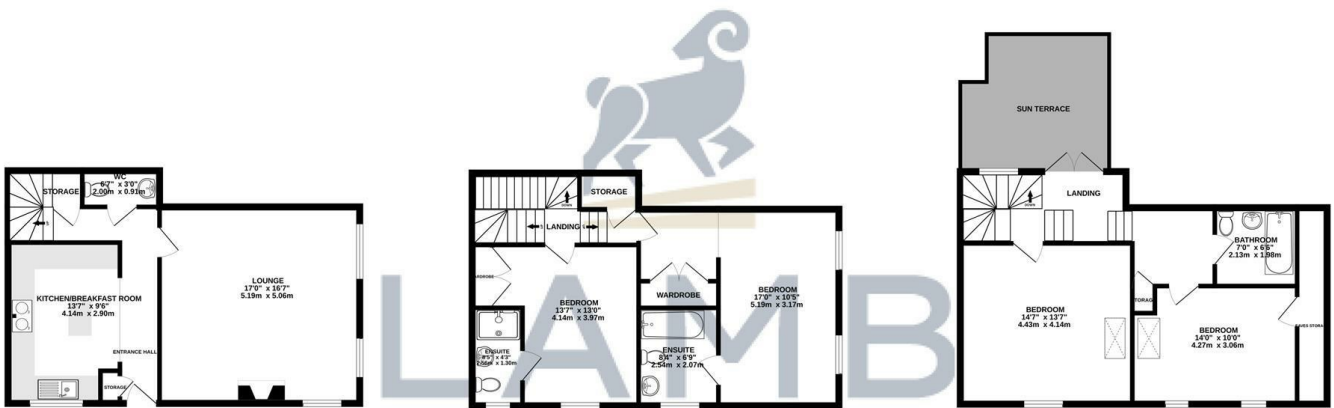 STORAGE
WC
6'7" x 3'0"
2.00m x 0.91m
LOUNGE
17'0" x 16'7"
5.19m x 5.06m
KITCHEN/BREAKFAST ROOM
13'7" x 9'6"
4.14m x 2.90m
ENTRANCE HALL
STORAGE
STORAGE
DOWN
LANDING
WARDROBE
BEDROOM
13'7" x 13'0"
4.14m x 3.97m
BEDROOM
17'0" x 10'5"
5.19m x 3.17m
ENSUITE
ENSUITE
8'4" x 6'9"
2.54m x 2.07m
SUN TERRACE
DOWN
LANDING
BATHROOM
7'0" x 6'6"
2.13m x 1.98m
BEDROOM
14'7" x 13'7"
4.43m x 4.14m
BEDROOM
14'0" x 10'0"
4.27m x 3.06m
LAMB